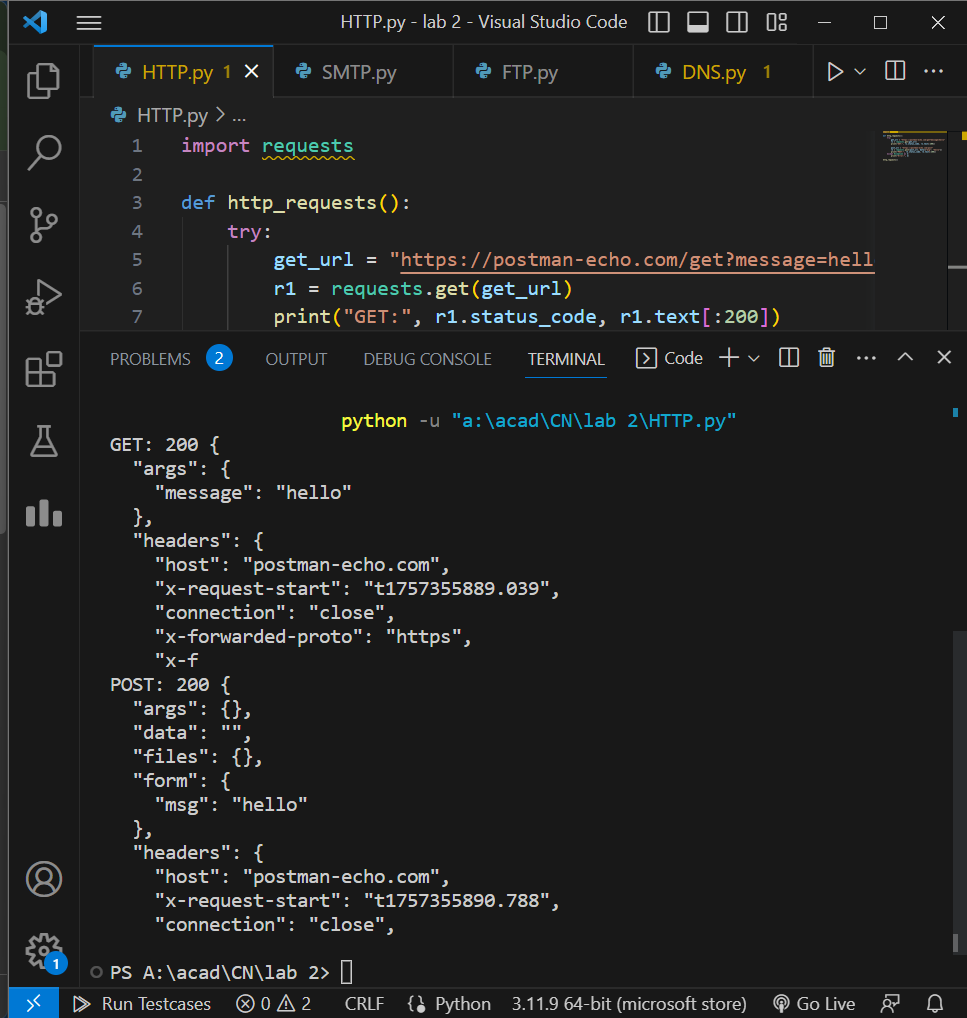 HTTP.py - lab 2 - Visual Studio Code
HTTP.py 1 SMTP.py FTP.py DNS.py 1
HTTP.py > ...
1 import requests
2
3 def http_requests():
4 try:
5 get_url = "https://postman-echo.com/get?message=hell
6 r1 = requests.get(get_url)
7 print("GET:", r1.status_code, r1.text[:200])
PROBLEMS 2 OUTPUT DEBUG CONSOLE TERMINAL Code
python -u "a:\acad\CN\lab 2\HTTP.py"
GET: 200 {
"args": {
"message": "hello"
},
"headers": {
"host": "postman-echo.com",
"x-request-start": "t1757355889.039",
"connection": "close",
"x-forwarded-proto": "https",
"x-f
POST: 200 {
"args": {},
"data": "",
"files": {},
"form": {
"msg": "hello"
},
"headers": {
"host": "postman-echo.com",
"x-request-start": "t1757355890.788",
"connection": "close",
PS A:\acad\CN\lab 2>
1
Run Testcases 0 2 CRLF {} Python 3.11.9 64-bit (microsoft store) Go Live